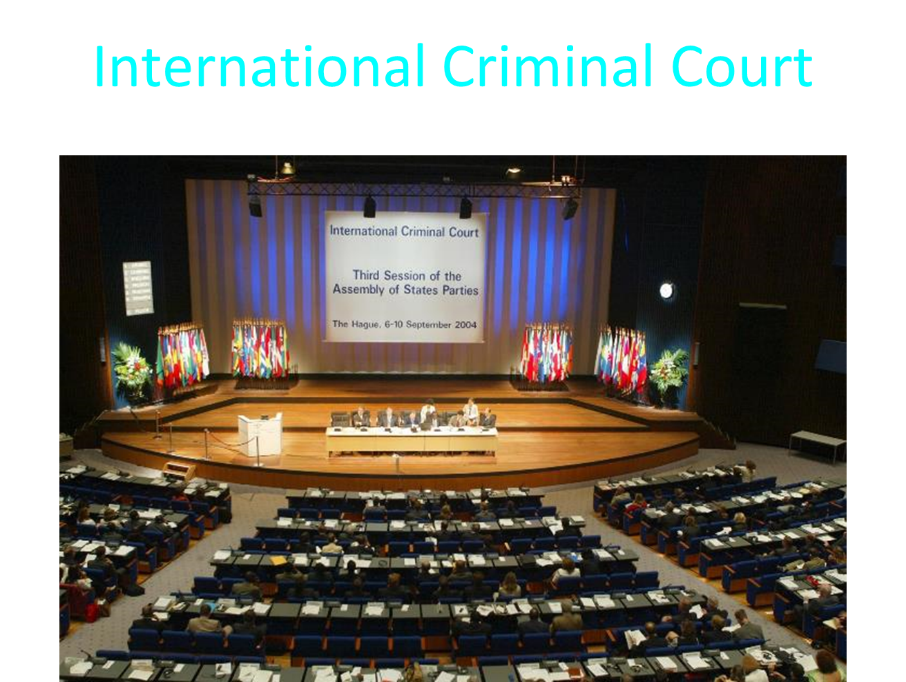 International Criminal Court
International Criminal Court
Third Session of the
Assembly of States Parties
The Hague, 6-10 September 2004